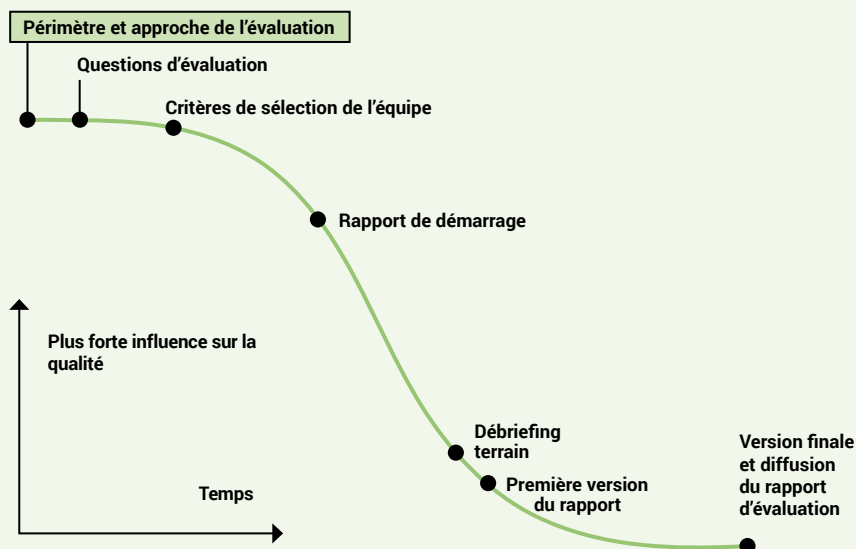 Périmètre et approche de l’évaluation
Questions d’évaluation
Critères de sélection de l’équipe
Rapport de démarrage
Plus forte influence sur la
qualité
Temps
Débriefing
terrain
Première version
du rapport
Version finale
et diffusion
du rapport
d’évaluation